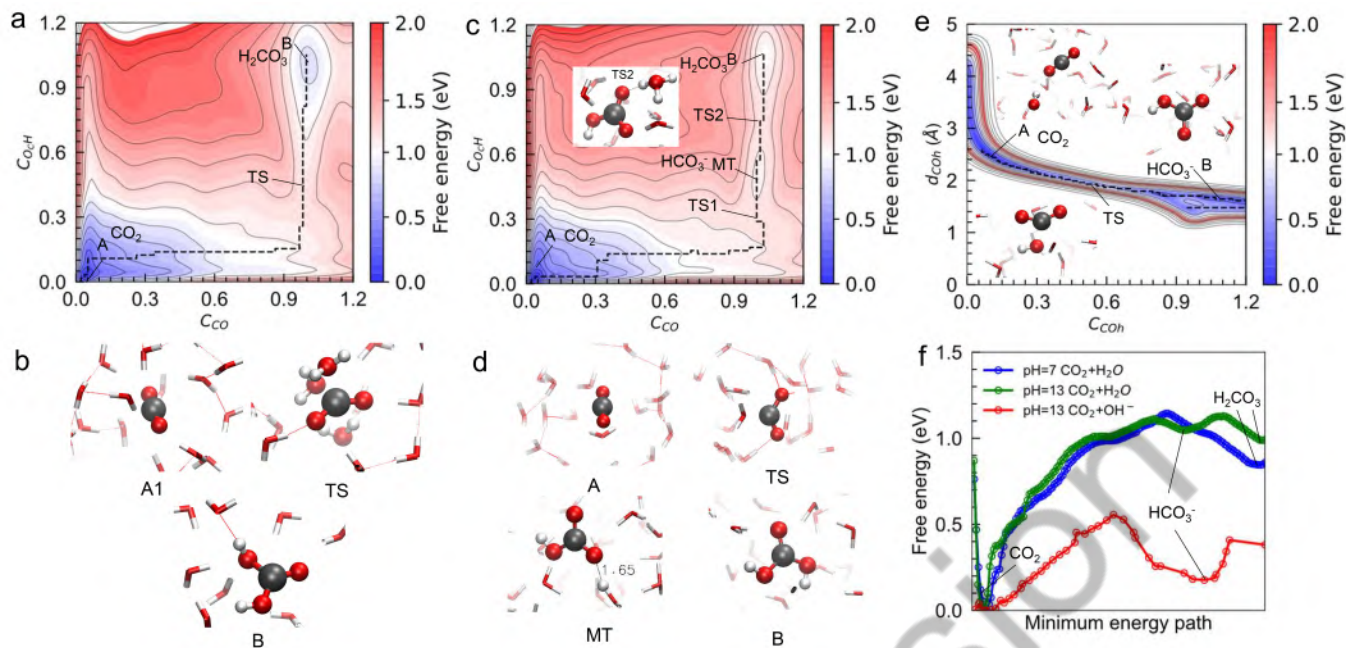 a
1.2
0.9
0.6
0.3
0.0
C_OcH
0.0 0.3 0.6 0.9 1.2
C_CO
H₂CO₃ B
TS
A CO₂
2.0
1.5
1.0
0.5
0.0
Free energy (eV)
c
1.2
0.9
0.6
0.3
0.0
C_OcH
0.0 0.3 0.6 0.9 1.2
C_CO
TS2
H₂CO₃ B
TS2
HCO₃⁻ MT
TS1
A CO₂
2.0
1.5
1.0
0.5
0.0
Free energy (eV)
e
5
4
3
2
1
0
d_COh (Å)
0.0 0.3 0.6 0.9 1.2
C_COh
A CO₂
HCO₃⁻ B
TS
2.0
1.5
1.0
0.5
0.0
Free energy (eV)
b
A1
TS
B
d
A
TS
1.65
MT
B
f
1.5
1.0
0.5
0.0
Free energy (eV)
pH=7 CO₂+H₂O
pH=13 CO₂+H₂O
pH=13 CO₂+OH⁻
H₂CO₃
HCO₃⁻
CO₂
Minimum energy path